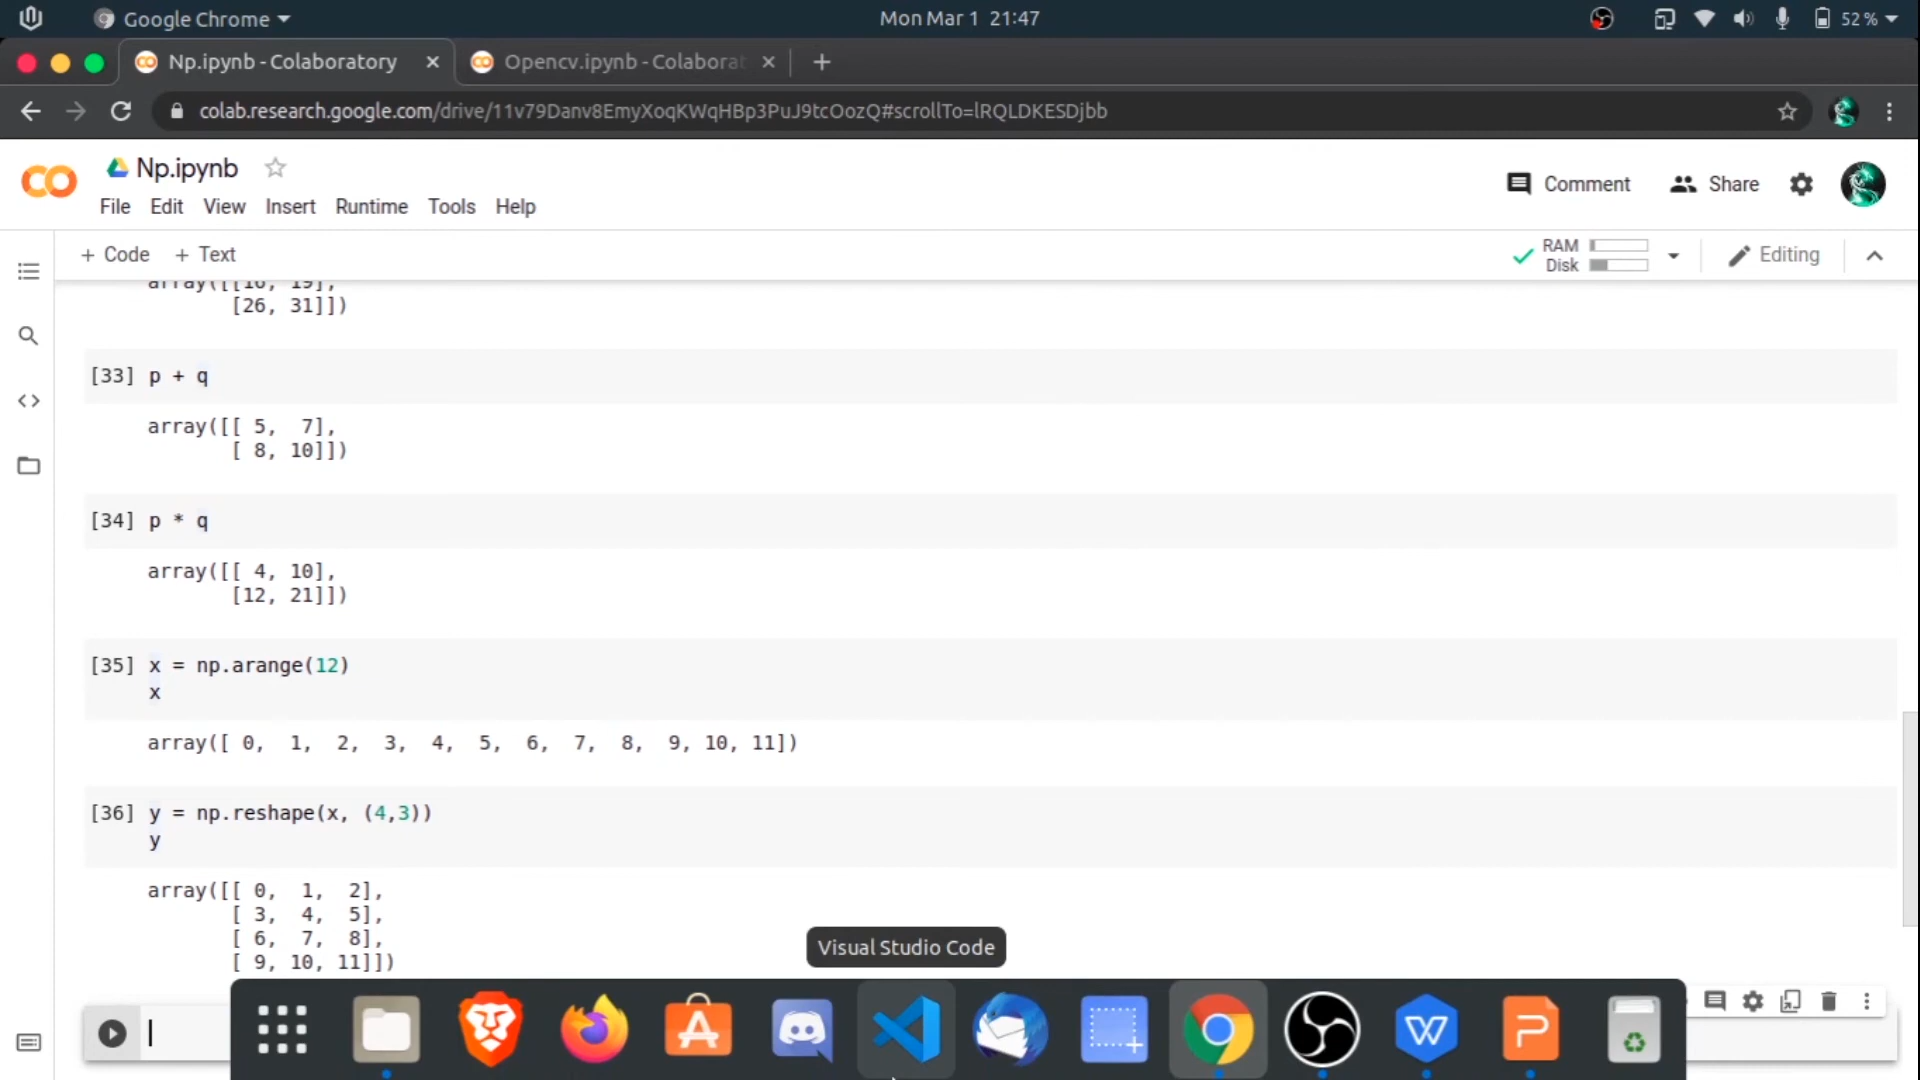 Google Chrome
Mon Mar 1 21:47
52 %
Np.ipynb - Colaboratory
Opencv.ipynb - Colaborat
colab.research.google.com/drive/11v79Danv8EmyXoqKWqHBp3PuJ9tcOozQ#scrollTo=lRQLDKESDjbb
Np.ipynb
Comment
Share
File Edit View Insert Runtime Tools Help
+ Code + Text
RAM
Disk
Editing
array([[16, 19],
[26, 31]])
[33] p + q
array([[ 5, 7],
[ 8, 10]])
[34] p * q
array([[ 4, 10],
[12, 21]])
[35] x = np.arange(12)
x
array([ 0, 1, 2, 3, 4, 5, 6, 7, 8, 9, 10, 11])
[36] y = np.reshape(x, (4,3))
y
array([[ 0, 1, 2],
[ 3, 4, 5],
[ 6, 7, 8],
[ 9, 10, 11]])
Visual Studio Code